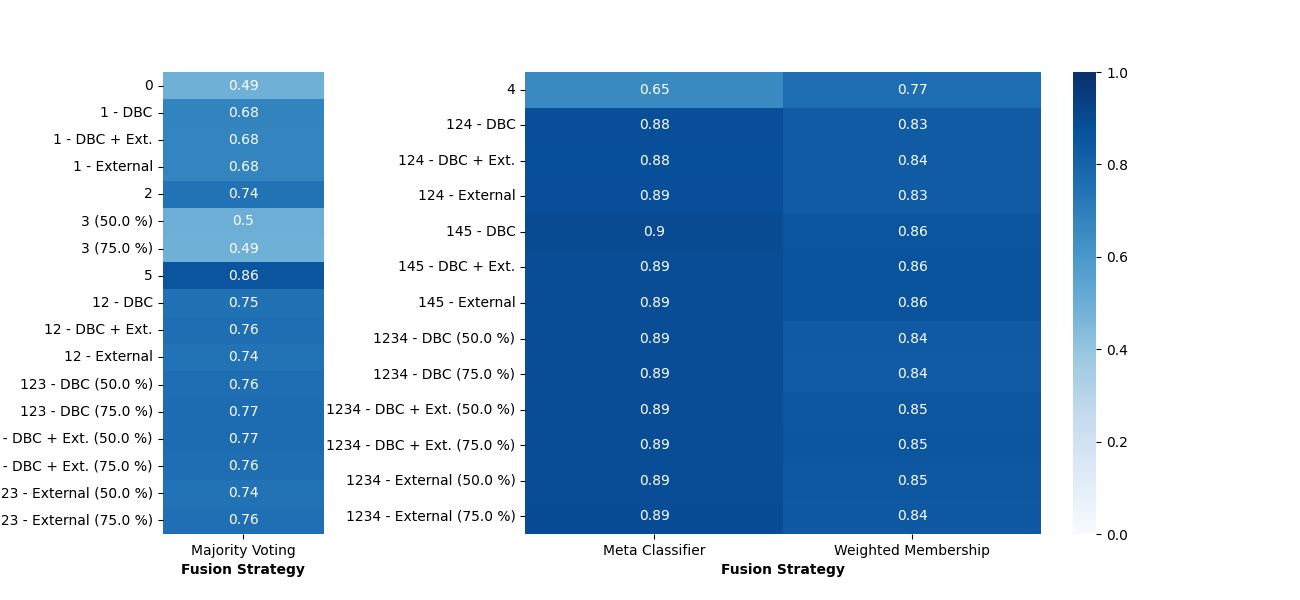 0 0.49
1 - DBC 0.68
1 - DBC + Ext. 0.68
1 - External 0.68
2 0.74
3 (50.0 %) 0.5
3 (75.0 %) 0.49
5 0.86
12 - DBC 0.75
12 - DBC + Ext. 0.76
12 - External 0.74
123 - DBC (50.0 %) 0.76
123 - DBC (75.0 %) 0.77
- DBC + Ext. (50.0 %) 0.77
- DBC + Ext. (75.0 %) 0.76
23 - External (50.0 %) 0.74
23 - External (75.0 %) 0.76
Majority Voting
Fusion Strategy
4 0.65 0.77
124 - DBC 0.88 0.83
124 - DBC + Ext. 0.88 0.84
124 - External 0.89 0.83
145 - DBC 0.9 0.86
145 - DBC + Ext. 0.89 0.86
145 - External 0.89 0.86
1234 - DBC (50.0 %) 0.89 0.84
1234 - DBC (75.0 %) 0.89 0.84
1234 - DBC + Ext. (50.0 %) 0.89 0.85
1234 - DBC + Ext. (75.0 %) 0.89 0.85
1234 - External (50.0 %) 0.89 0.85
1234 - External (75.0 %) 0.89 0.84
Meta Classifier Weighted Membership
Fusion Strategy
1.0
0.8
0.6
0.4
0.2
0.0